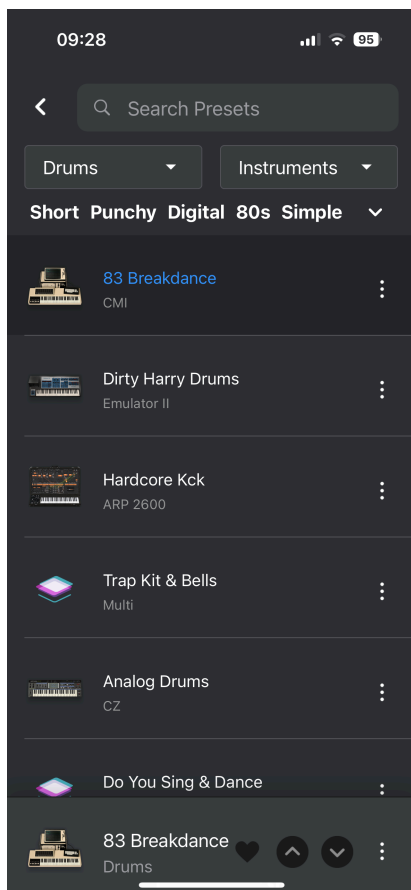 09:28
95
Search Presets
Drums
Instruments
Short Punchy Digital 80s Simple
83 Breakdance
CMI
Dirty Harry Drums
Emulator II
Hardcore Kck
ARP 2600
Trap Kit & Bells
Multi
Analog Drums
CZ
Do You Sing & Dance
83 Breakdance
Drums